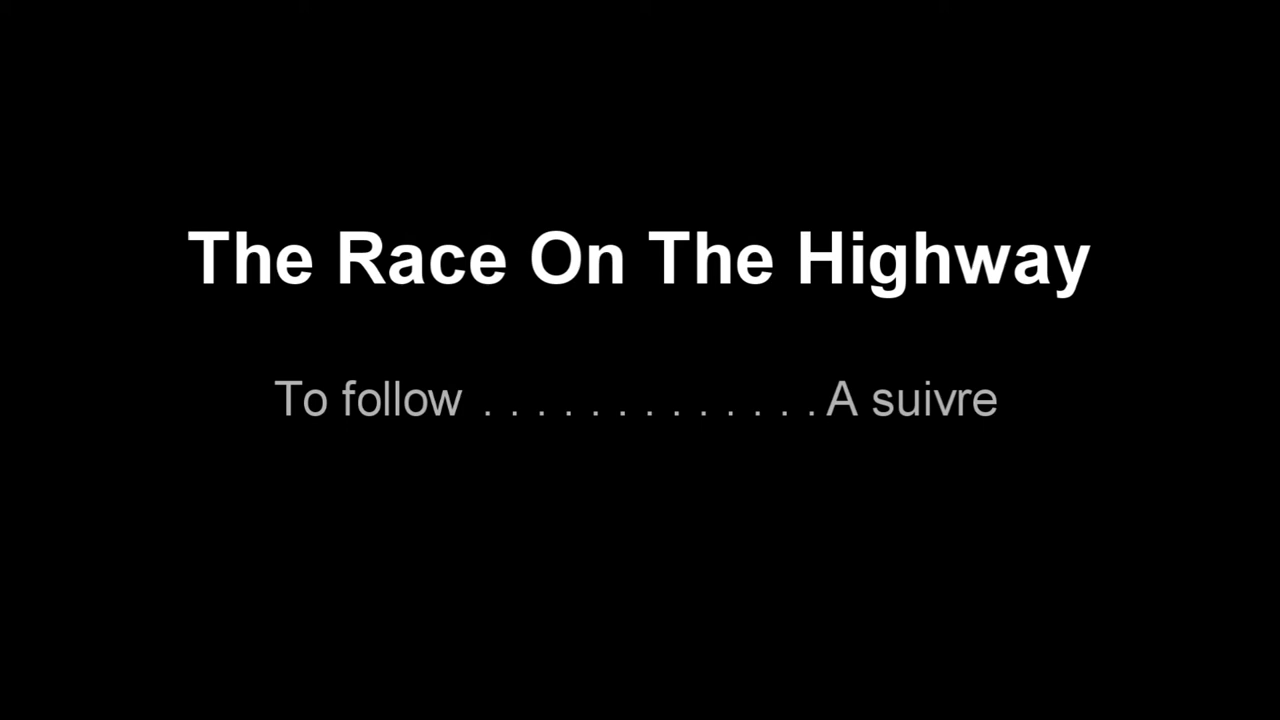 The Race On The Highway
To follow . . . . . . . . . . . . . A suivre